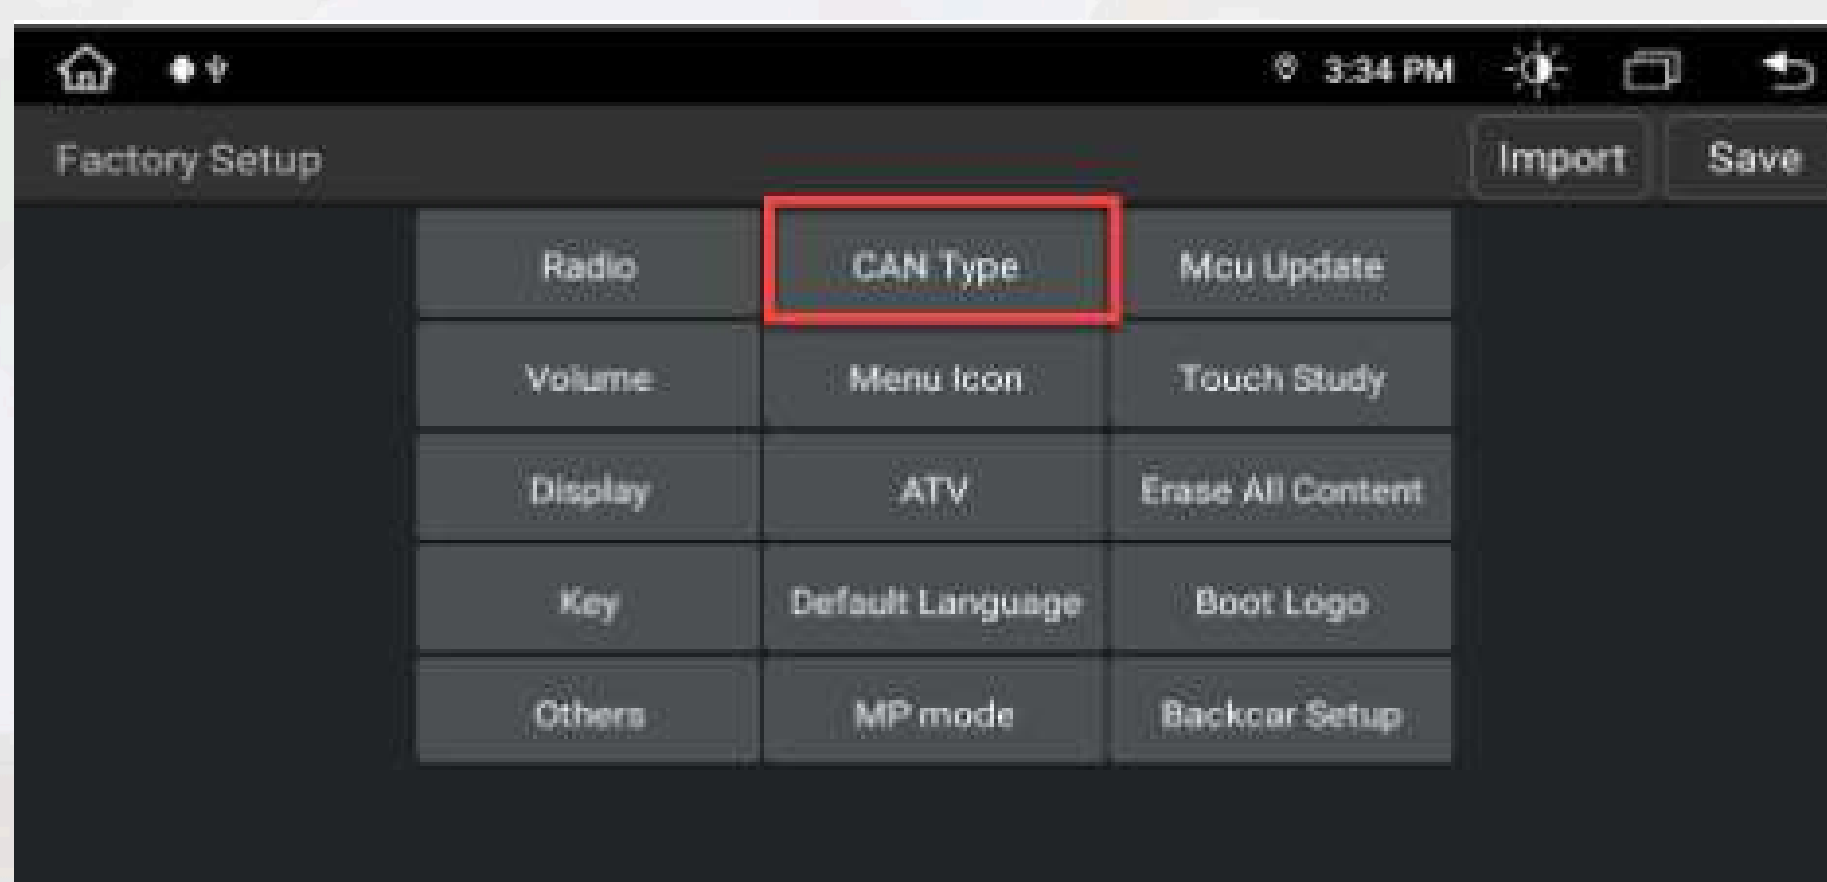 3:34 PM
Factory Setup Import Save
Radio CAN Type Mcu Update
Volume Menu Icon Touch Study
Display ATV Erase All Content
Key Default Language Boot Logo
Others MP mode Backcar Setup